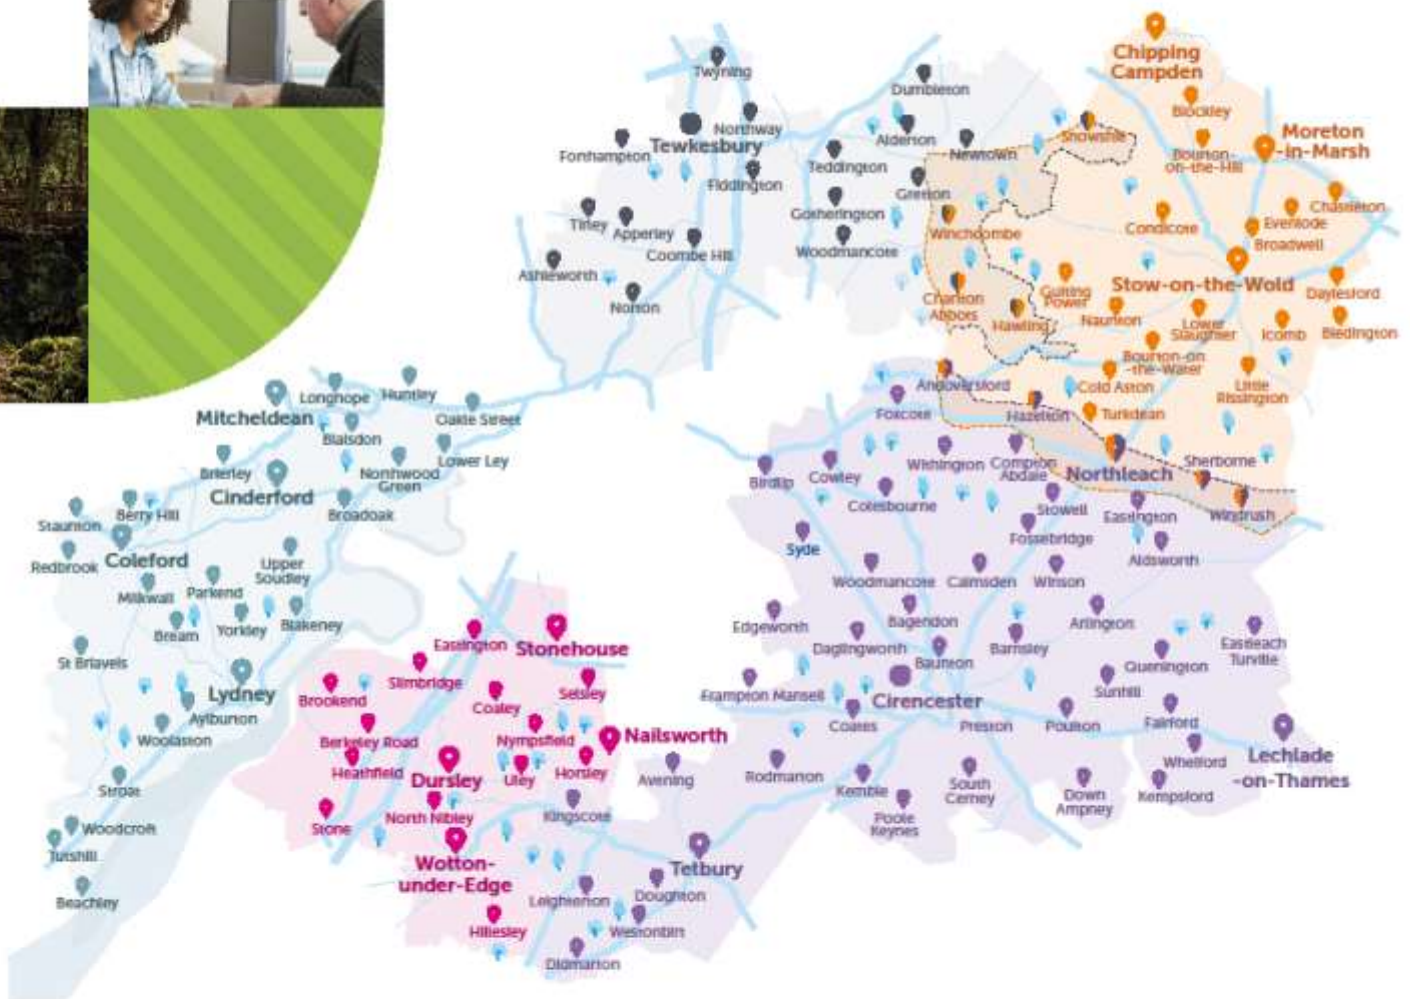 Chipping
Campden
Twyning
Dumbleton
Blockley
Northway
Tewkesbury
Alderton
Snowshill
Moreton
-in-Marsh
Forthampton
Teddington
Newtown
Bourton-
on-the-Hill
Fiddington
Gretton
Chastleton
Tirley
Apperley
Gotherington
Winchcombe
Condicote
Evenlode
Broadwell
Coombe Hill
Woodmancote
Ashleworth
Stow-on-the-Wold
Daylesford
Norton
Charlton
Abbots
Guiting
Power
Hawling
Naunton
Lower
Slaughter
Icomb
Bledington
Bourton-on
-the-Water
Andoversford
Cold Aston
Little
Rissington
Longhope
Huntley
Mitcheldean
Oakle Street
Foxcote
Hazelton
Turkdean
Blaisdon
Brierley
Northwood
Green
Lower Ley
Birdlip
Cowley
Withington
Compton
Abdale
Northleach
Sherborne
Cinderford
Staunton
Berry Hill
Broadoak
Colesbourne
Stowell
Eastington
Windrush
Redbrook
Coleford
Upper
Soudley
Syde
Fossebridge
Aldsworth
Milkwall
Parkend
Woodmancote
Calmsden
Winson
Bream
Yorkley
Blakeney
Edgeworth
Bagendon
Arlington
St Briavels
Eastington
Stonehouse
Daglingworth
Baunton
Barnsley
Quenington
Eastleach
Turville
Lydney
Slimbridge
Selsley
Frampton Mansell
Cirencester
Sunhill
Brookend
Coaley
Aylburton
Woolaston
Berkeley Road
Nympsfield
Nailsworth
Coates
Preston
Poulton
Fairford
Heathfield
Dursley
Uley
Horsley
Avening
Rodmarton
Whelford
Lechlade
-on-Thames
Stroat
Kemble
South
Cerney
Down
Ampney
Kempsford
Stone
North Nibley
Kingscote
Poole
Keynes
Woodcroft
Tutshill
Wotton-
under-Edge
Tetbury
Beachley
Leighterton
Doughton
Hillesley
Westonbirt
Didmarton